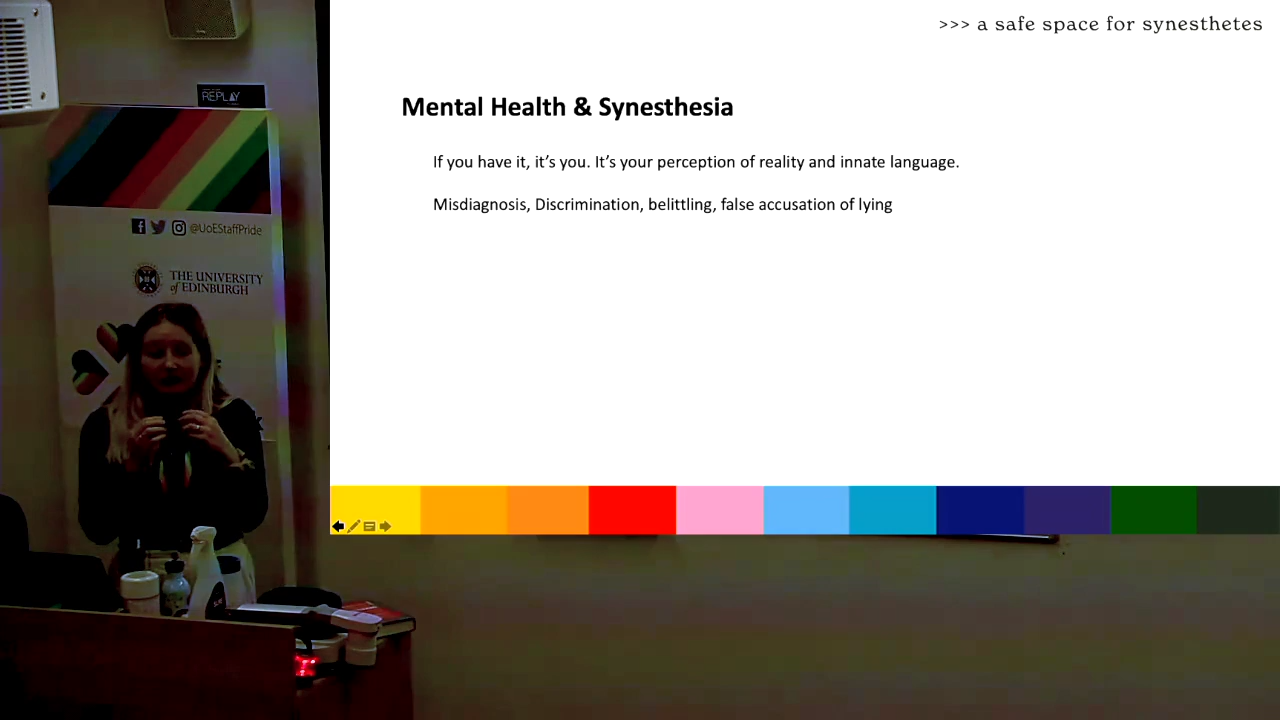 >>> a safe space for synesthetes
REPLAY
Mental Health & Synesthesia
If you have it, it’s you. It’s your perception of reality and innate language.
Misdiagnosis, Discrimination, belittling, false accusation of lying
@UoEStaffPride
THE UNIVERSITY
of EDINBURGH